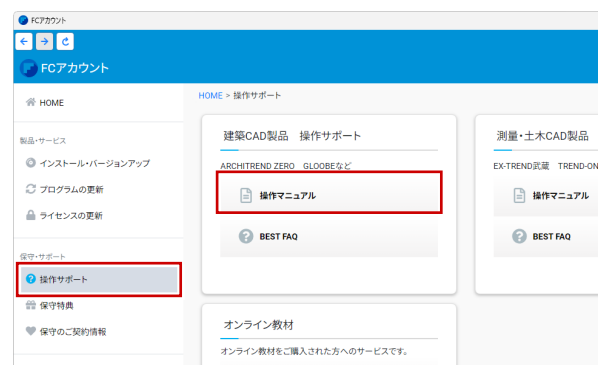 FCアカウント
FCアカウント
HOME
製品・サービス
インストール・バージョンアップ
プログラムの更新
ライセンスの更新
保守・サポート
操作サポート
保守特典
保守のご契約情報
HOME > 操作サポート
建築CAD製品 操作サポート
ARCHITREND ZERO GLOOBEなど
操作マニュアル
BEST FAQ
測量・土木CAD製品
EX-TREND武蔵 TREND-ON
操作マニュアル
BEST FAQ
オンライン教材
オンライン教材をご購入された方へのサービスです。